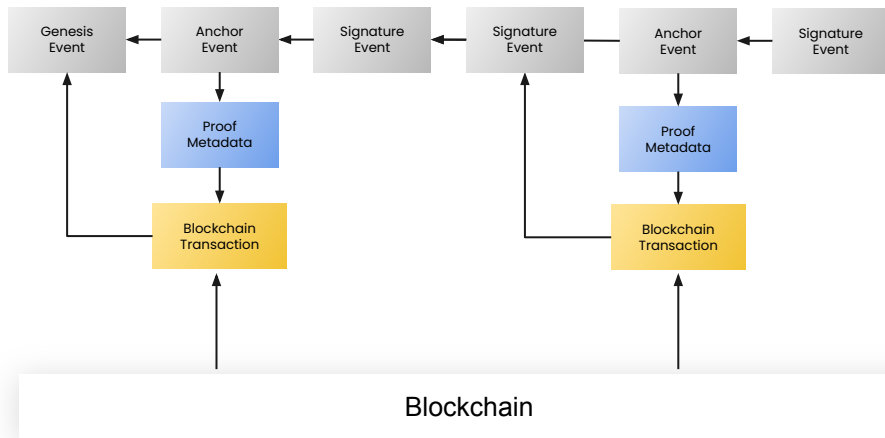 Genesis
Event
Anchor
Event
Signature
Event
Signature
Event
Anchor
Event
Signature
Event
Proof
Metadata
Proof
Metadata
Blockchain
Transaction
Blockchain
Transaction
Blockchain